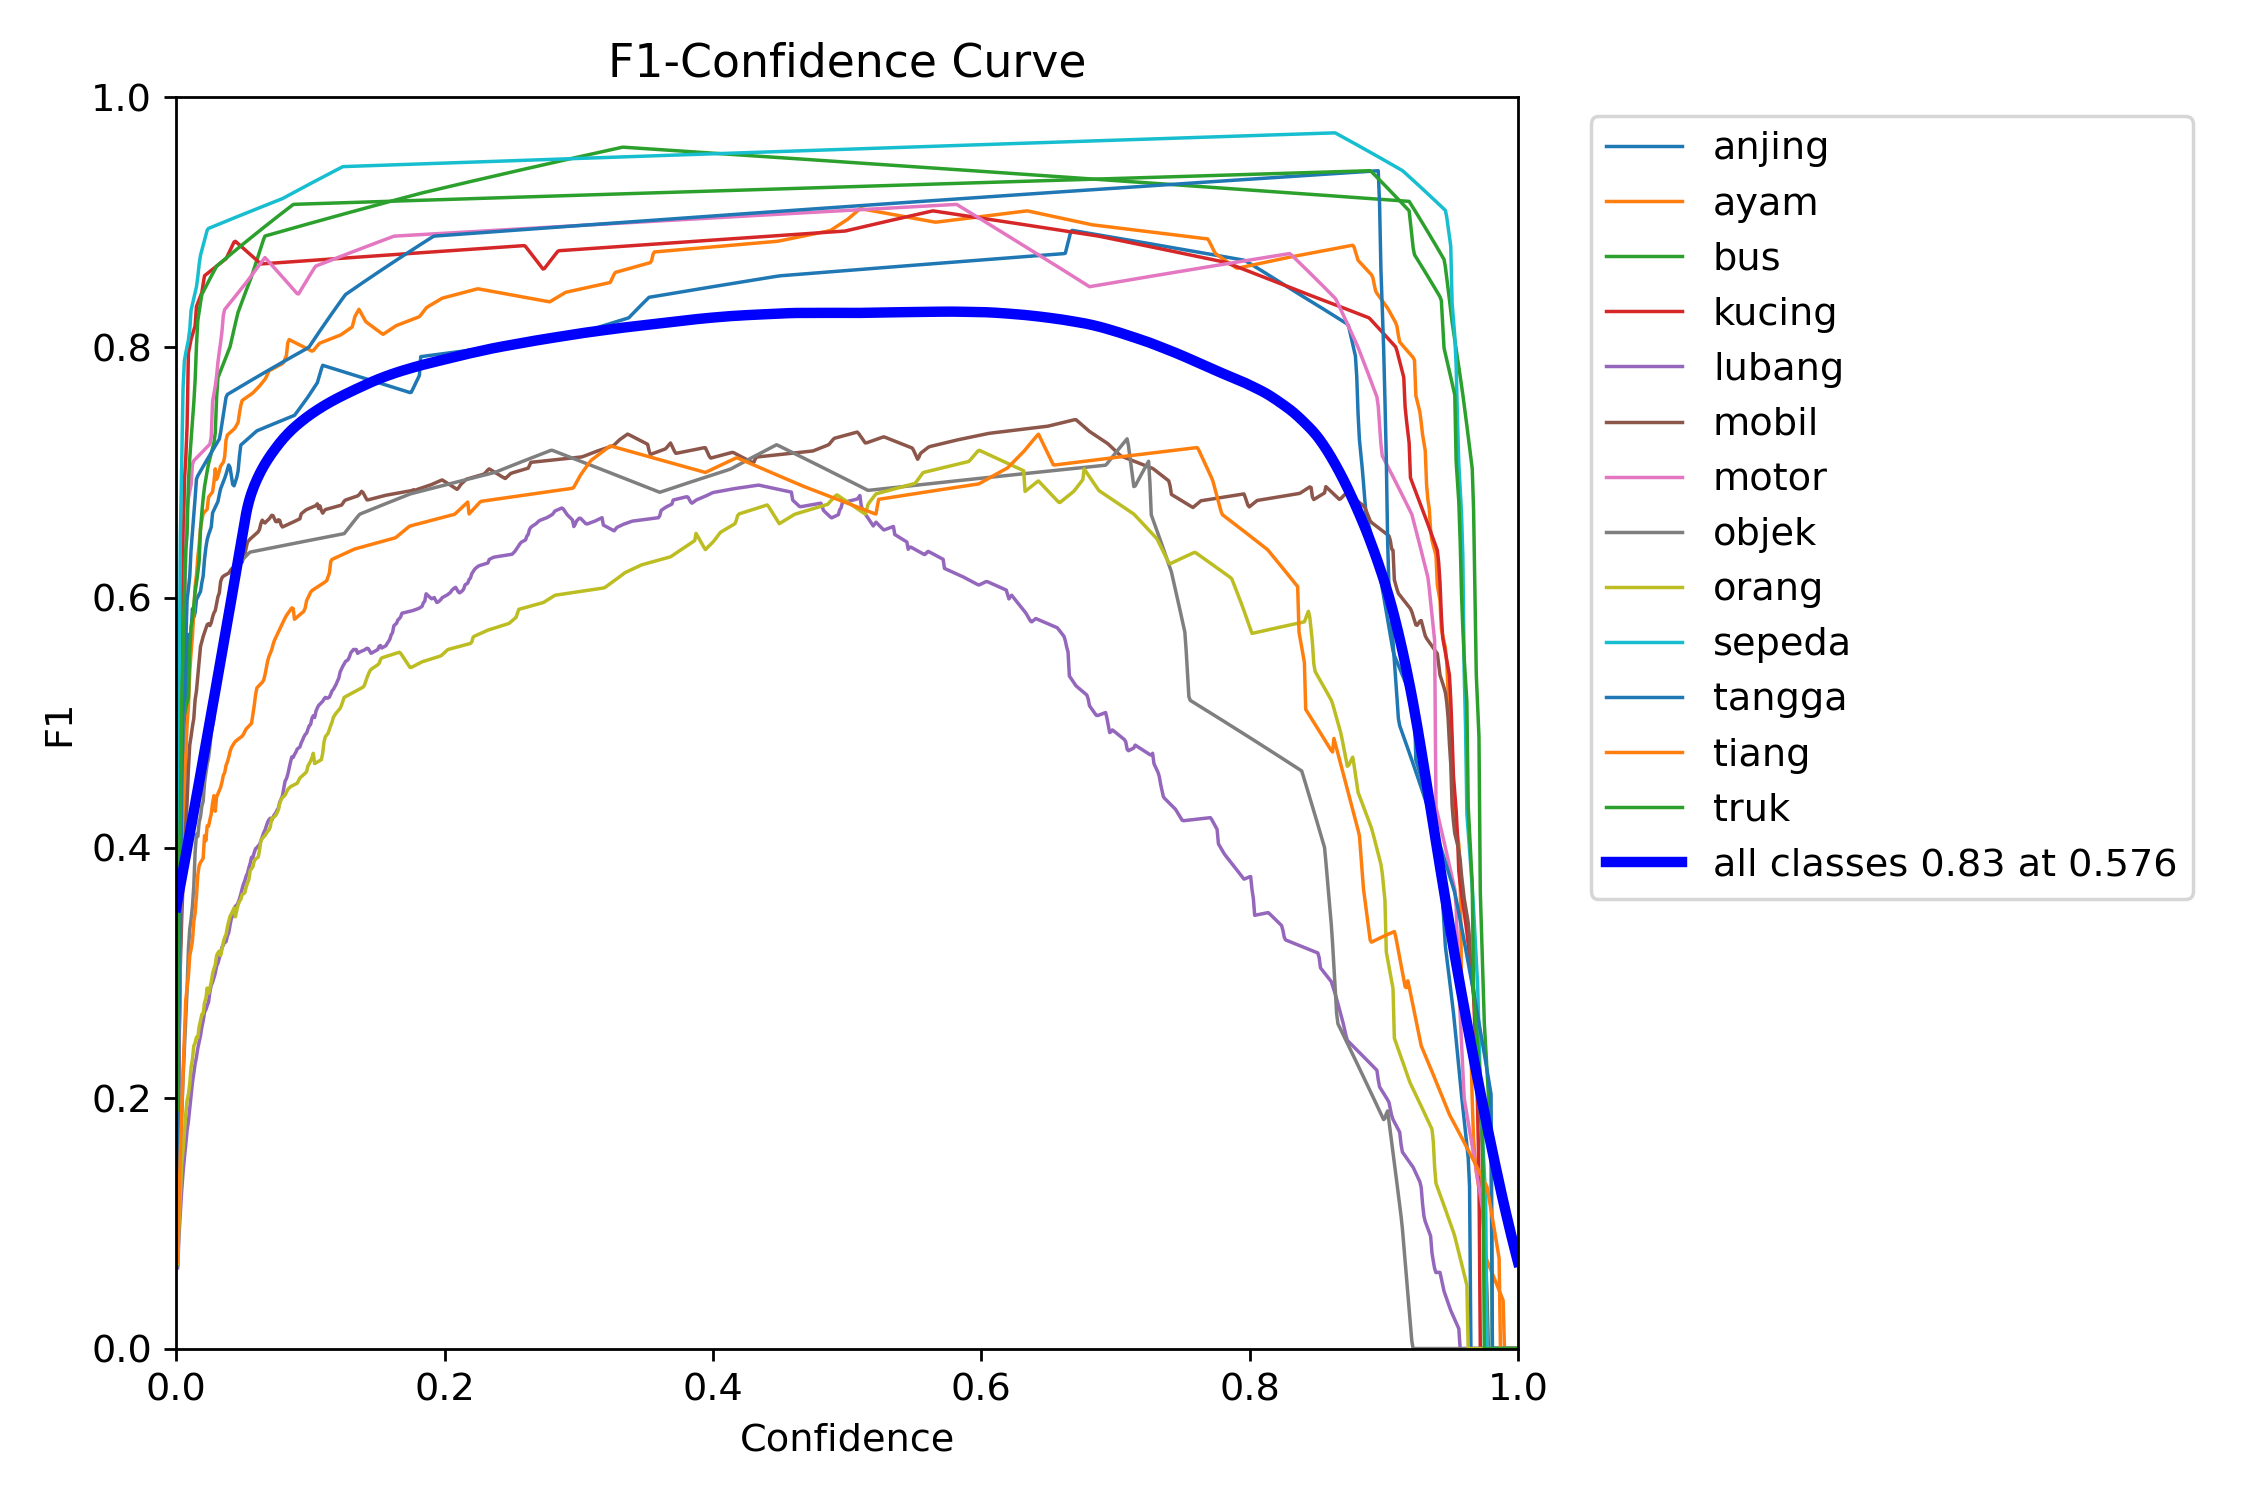 F1-Confidence Curve
1.0
0.8
0.6
0.4
0.2
0.0
F1
0.0 0.2 0.4 0.6 0.8 1.0
Confidence
anjing
ayam
bus
kucing
lubang
mobil
motor
objek
orang
sepeda
tangga
tiang
truk
all classes 0.83 at 0.576